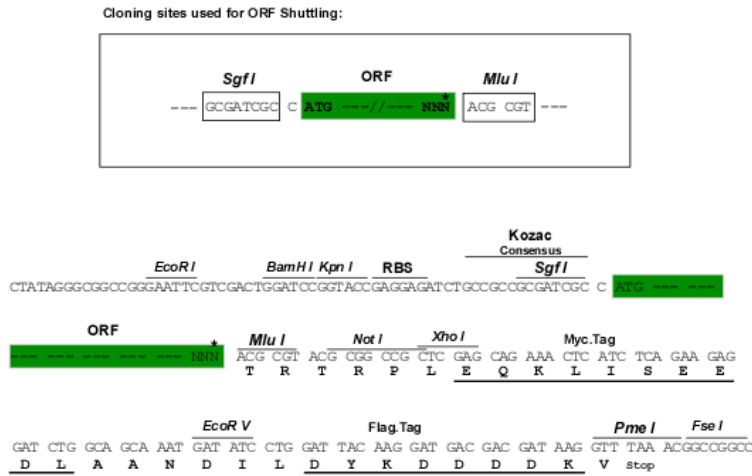 Cloning sites used for ORF Shuttling:
Sgf I ORF Mlu I
--- GCGATCGC C ATG ---//--- NNN* ACG CGT ---
Kozac
Consensus
EcoR I BamH I Kpn I RBS Sgf I
CTATAGGGCGGCCGGGAATTCGTCGACTGGATCCGGTACCGAGGAGATCTGCCGCCGCGATCGC C ATG --- ---
ORF Mlu I Not I Xho I Myc.Tag
--- --- --- --- --- NNN* ACG CGT ACG CGG CCG CTC GAG CAG AAA CTC ATC TCA GAA GAG
T R T R P L E Q K L I S E E
EcoR V Flag.Tag Pme I Fse I
GAT CTG GCA GCA AAT GAT ATC CTG GAT TAC AAG GAT GAC GAC GAT AAG GTT TAA ACGGCCGGCC
D L A A N D I L D Y K D D D D K V Stop